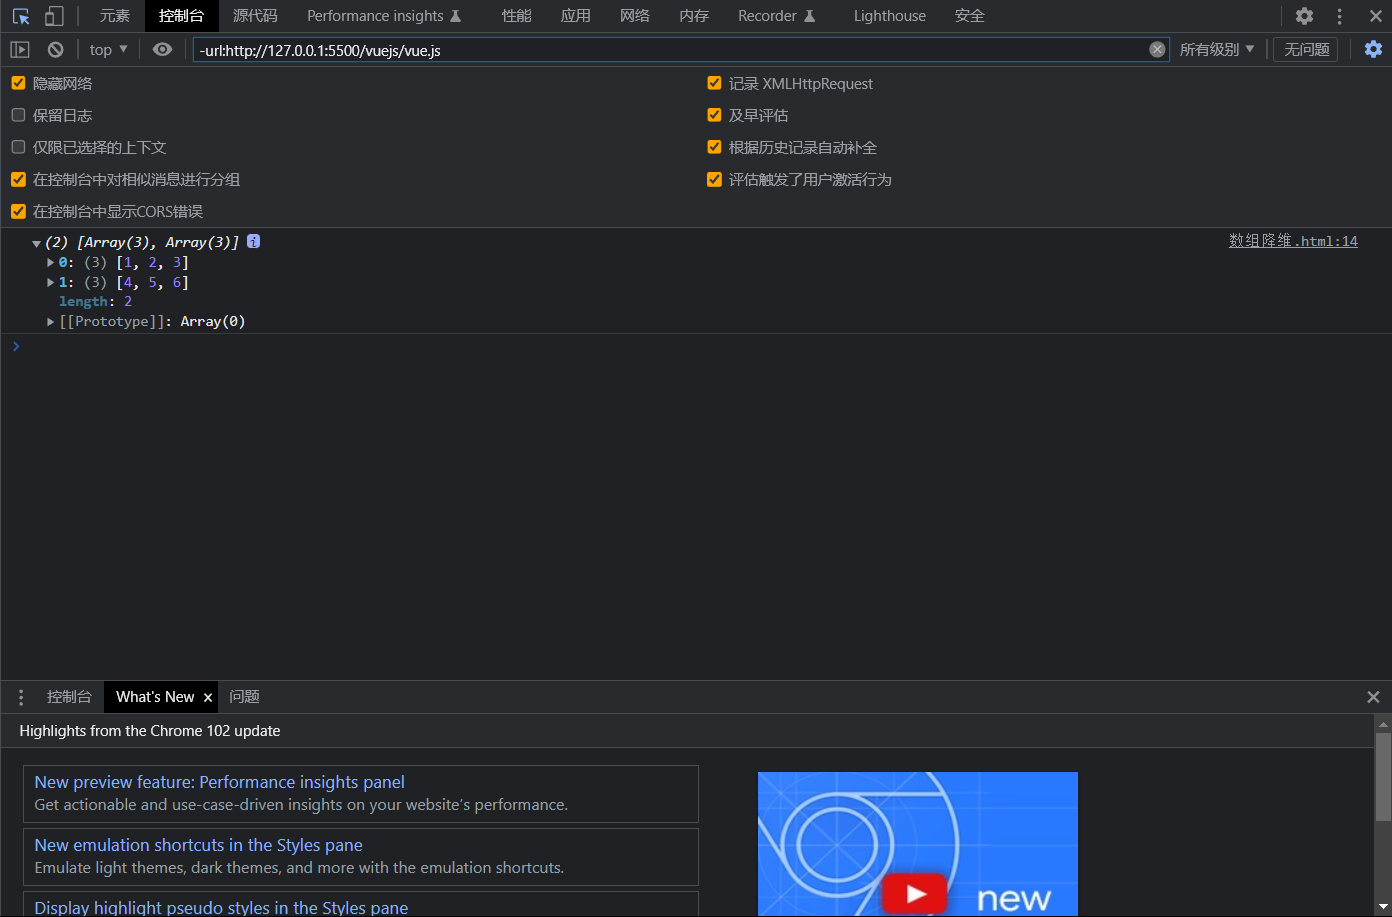 元素 控制台 源代码 Performance insights 性能 应用 网络 内存 Recorder Lighthouse 安全
top -url:http://127.0.0.1:5500/vuejs/vue.js 所有级别 无问题
隐藏网络 记录 XMLHttpRequest
保留日志 及早评估
仅限已选择的上下文 根据历史记录自动补全
在控制台中对相似消息进行分组 评估触发了用户激活行为
在控制台中显示CORS错误
(2) [Array(3), Array(3)] i 数组降维.html:14
0: (3) [1, 2, 3]
1: (3) [4, 5, 6]
length: 2
[[Prototype]]: Array(0)
控制台 What's New 问题
Highlights from the Chrome 102 update
New preview feature: Performance insights panel
Get actionable and use-case-driven insights on your website's performance.
New emulation shortcuts in the Styles pane
Emulate light themes, dark themes, and more with the emulation shortcuts.
Display highlight pseudo styles in the Styles pane
new